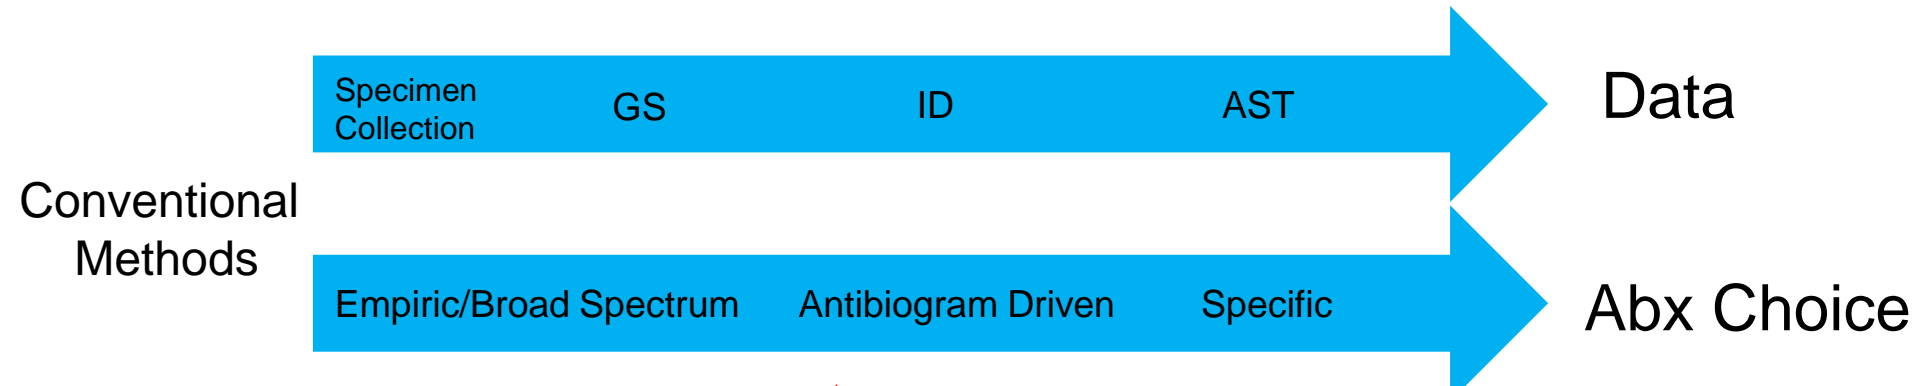 Specimen
Collection
GS
ID
AST
Data
Conventional
Methods
Empiric/Broad Spectrum
Antibiogram Driven
Specific
Abx Choice